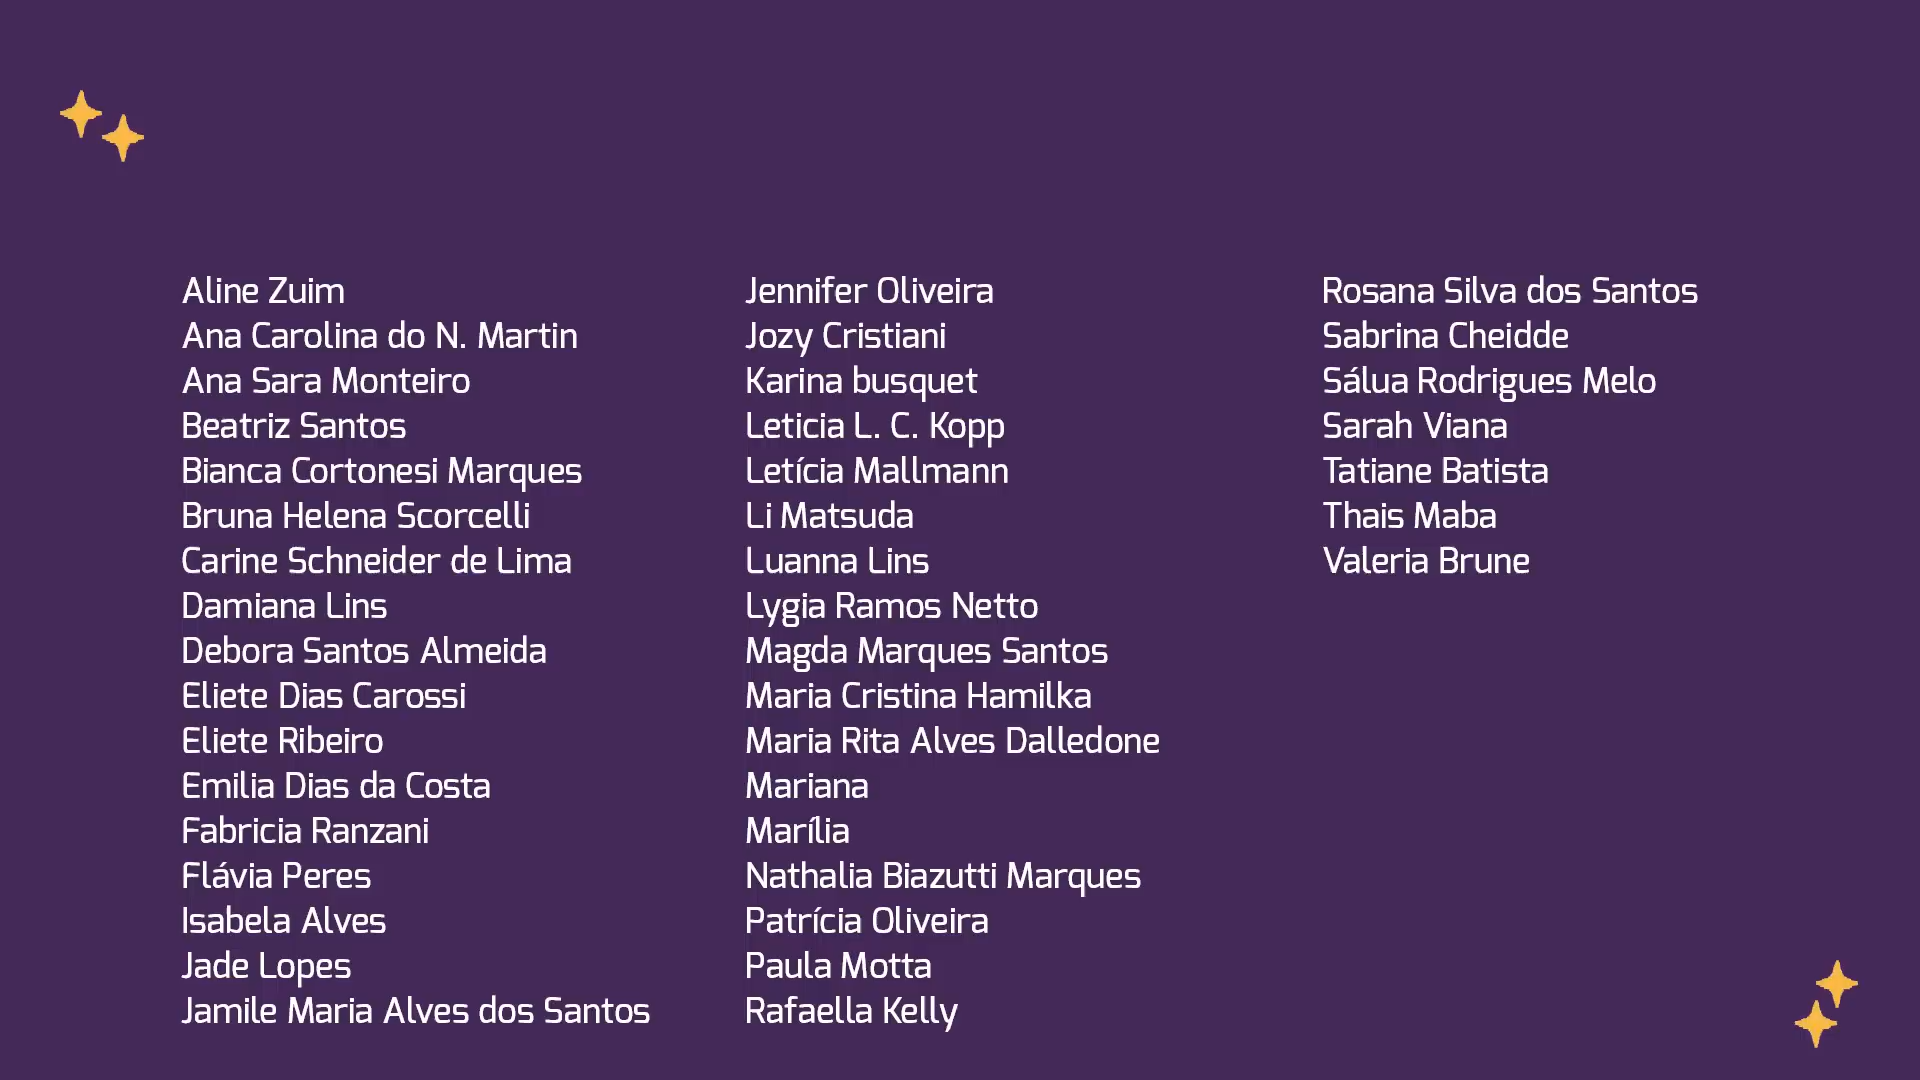 Aline Zuim
Ana Carolina do N. Martin
Ana Sara Monteiro
Beatriz Santos
Bianca Cortonesi Marques
Bruna Helena Scorcelli
Carine Schneider de Lima
Damiana Lins
Debora Santos Almeida
Eliete Dias Carossi
Eliete Ribeiro
Emilia Dias da Costa
Fabricia Ranzani
Flávia Peres
Isabela Alves
Jade Lopes
Jamile Maria Alves dos Santos
Jennifer Oliveira
Jozy Cristiani
Karina busquet
Leticia L. C. Kopp
Letícia Mallmann
Li Matsuda
Luanna Lins
Lygia Ramos Netto
Magda Marques Santos
Maria Cristina Hamilka
Maria Rita Alves Dalledone
Mariana
Marília
Nathalia Biazutti Marques
Patrícia Oliveira
Paula Motta
Rafaella Kelly
Rosana Silva dos Santos
Sabrina Cheidde
Sálua Rodrigues Melo
Sarah Viana
Tatiane Batista
Thais Maba
Valeria Brune